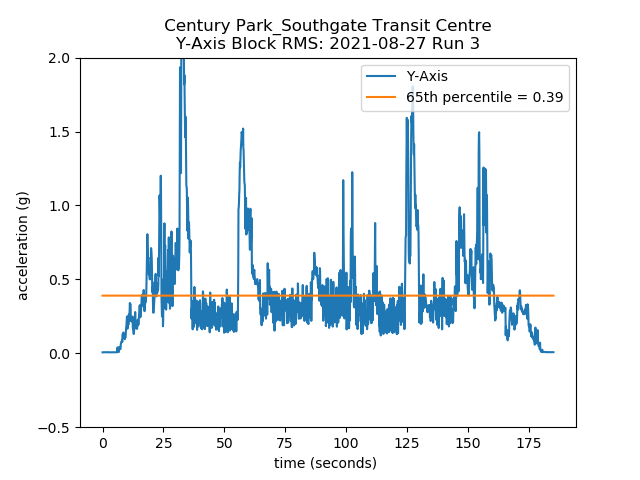 Century Park_Southgate Transit Centre
Y-Axis Block RMS: 2021-08-27 Run 3
Y-Axis
65th percentile = 0.39
2.0
1.5
1.0
0.5
0.0
−0.5
acceleration (g)
0 25 50 75 100 125 150 175
time (seconds)